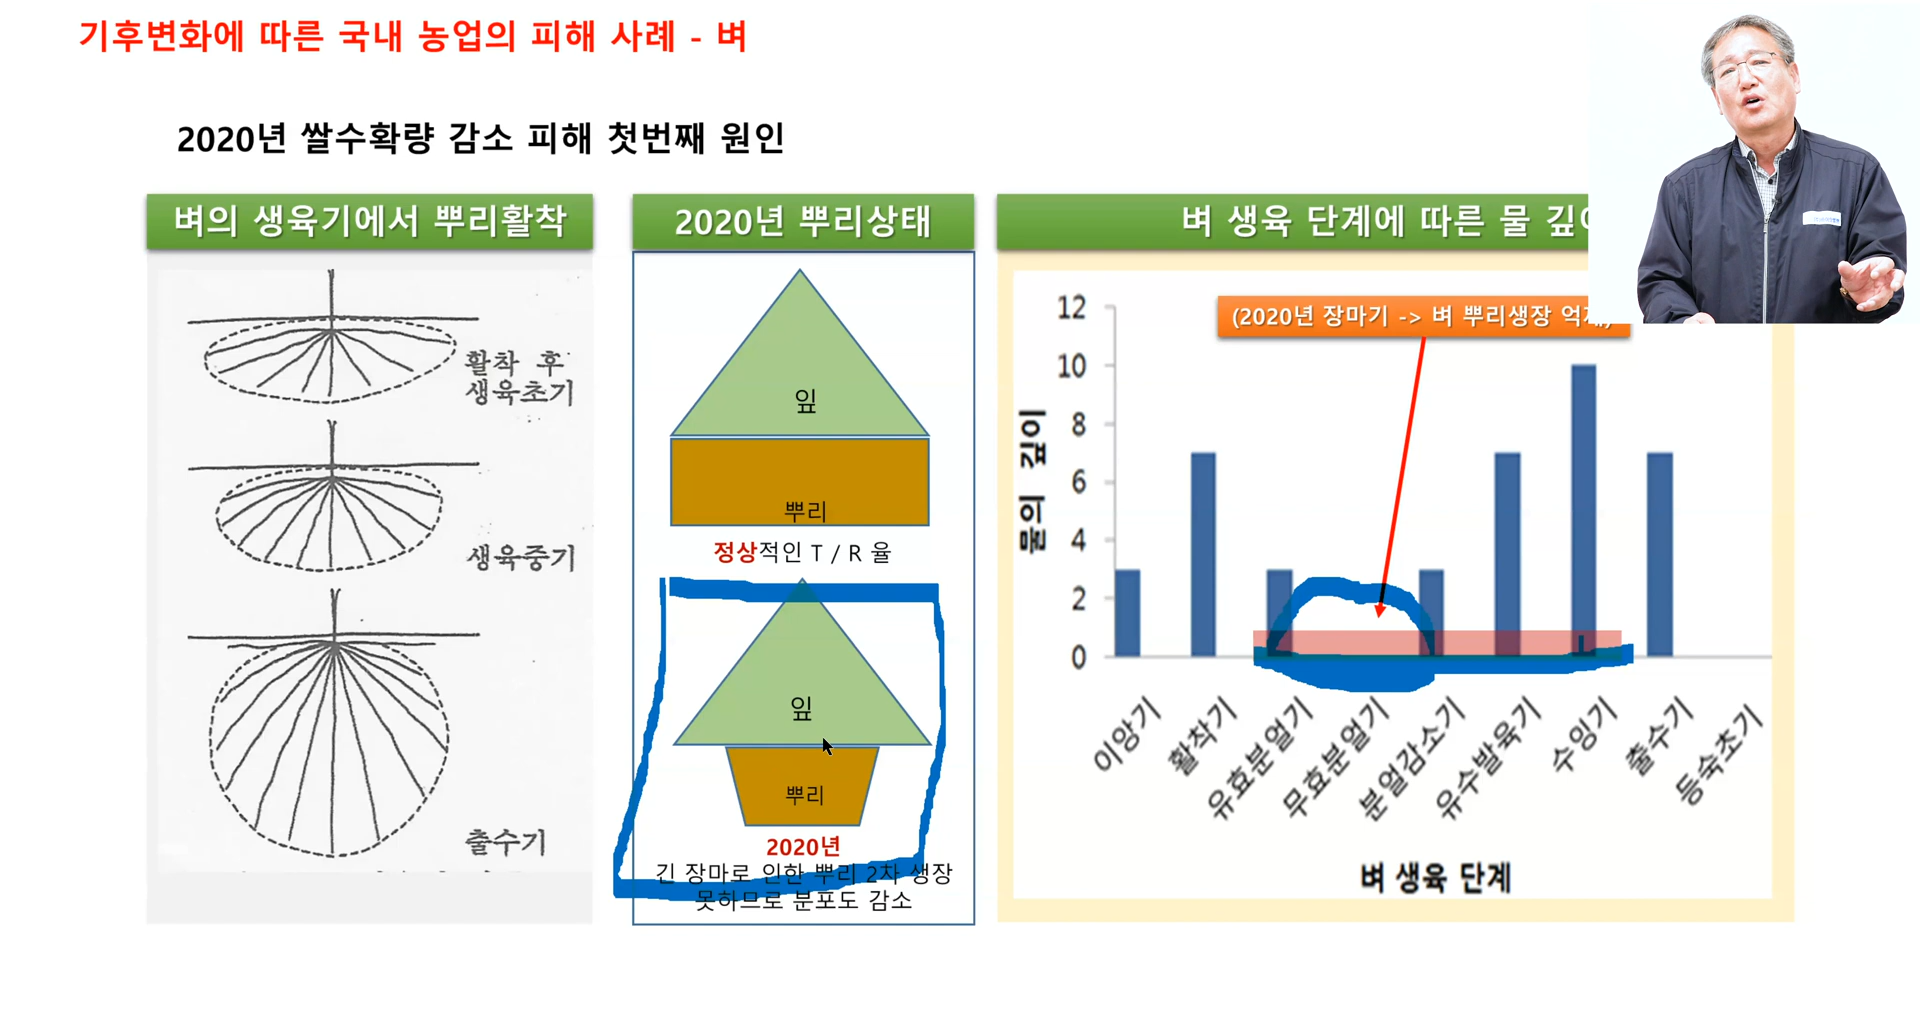 기후변화에 따른 국내 농업의 피해 사례 - 벼
2020년 쌀수확량 감소 피해 첫번째 원인
벼의 생육기에서 뿌리활착
활착 후
생육초기
생육중기
출수기
2020년 뿌리상태
잎
뿌리
정상적인 T / R 율
잎
뿌리
2020년
긴 장마로 인한 뿌리 2차 생장
못하므로 분포도 감소
벼 생육 단계에 따른 물
(2020년 장마기 -> 벼 뿌리생장
물의 깊이
12
10
8
6
4
2
0
이앙기
활착기
유효분얼기
무효분얼기
분얼감소기
유수발육기
수잉기
출수기
등숙초기
벼 생육 단계